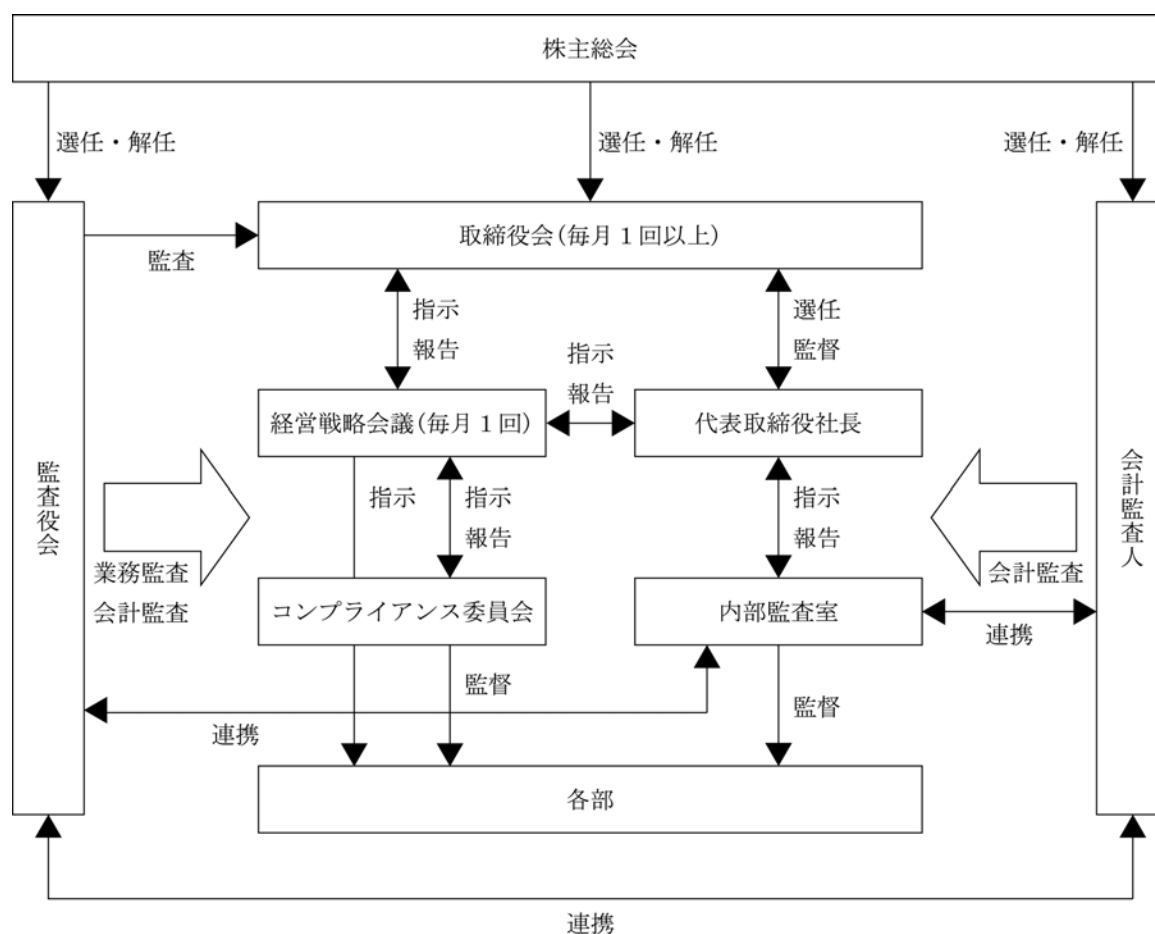 株主総会
選任・解任
選任・解任
選任・解任
取締役会(毎月1回以上)
監査
指示
報告
選任
監督
指示
報告
経営戦略会議(毎月1回)
代表取締役社長
監査役会
会計監査人
指示
指示
報告
指示
報告
業務監査
会計監査
会計監査
コンプライアンス委員会
内部監査室
連携
監督
監督
連携
各部
連携